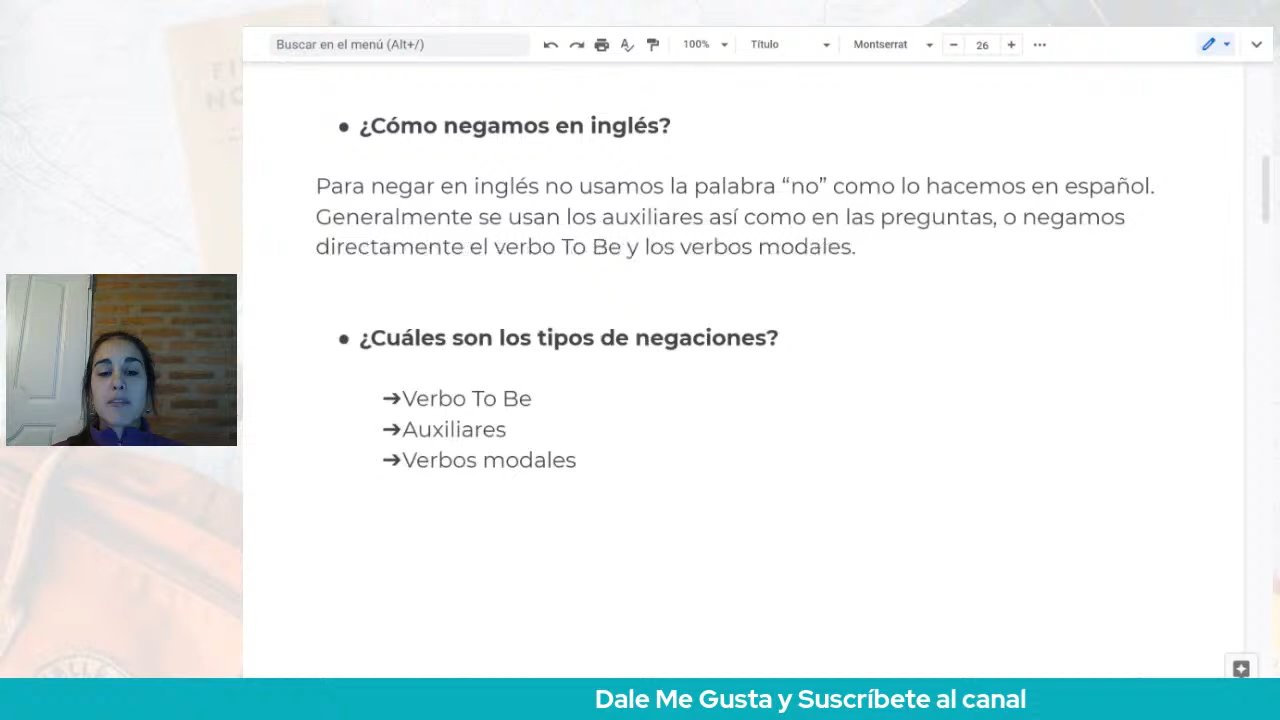 Buscar en el menú (Alt+/)
100%
Título
Montserrat
26
• ¿Cómo negamos en inglés?
Para negar en inglés no usamos la palabra “no” como lo hacemos en español.
Generalmente se usan los auxiliares así como en las preguntas, o negamos
directamente el verbo To Be y los verbos modales.
• ¿Cuáles son los tipos de negaciones?
➔Verbo To Be
➔Auxiliares
➔Verbos modales
Dale Me Gusta y Suscríbete al canal